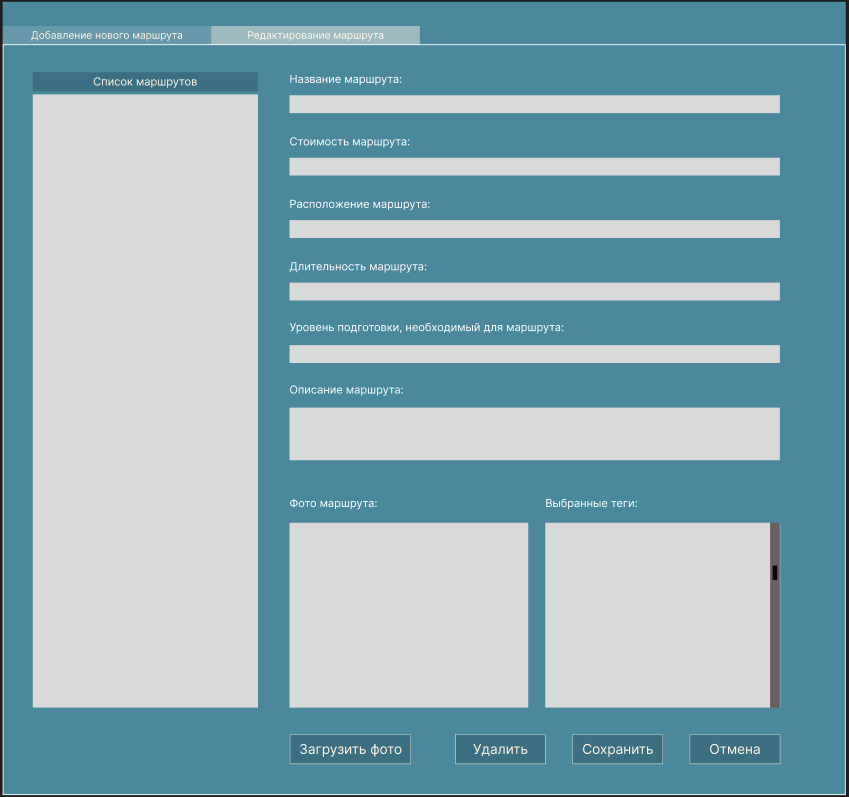 Добавление нового маршрута
Редактирование маршрута
Список маршрутов
Название маршрута:
Стоимость маршрута:
Расположение маршрута:
Длительность маршрута:
Уровень подготовки, необходимый для маршрута:
Описание маршрута:
Фото маршрута:
Выбранные теги:
Загрузить фото
Удалить
Сохранить
Отмена